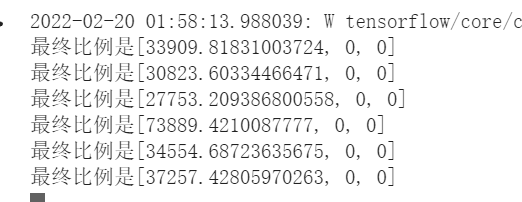 2022-02-20 01:58:13.988039: W tensorflow/core/c
最终比例是[33909.81831003724, 0, 0]
最终比例是[30823.60334466471, 0, 0]
最终比例是[27753.209386800558, 0, 0]
最终比例是[73889.4210087777, 0, 0]
最终比例是[34554.68723635675, 0, 0]
最终比例是[37257.42805970263, 0, 0]